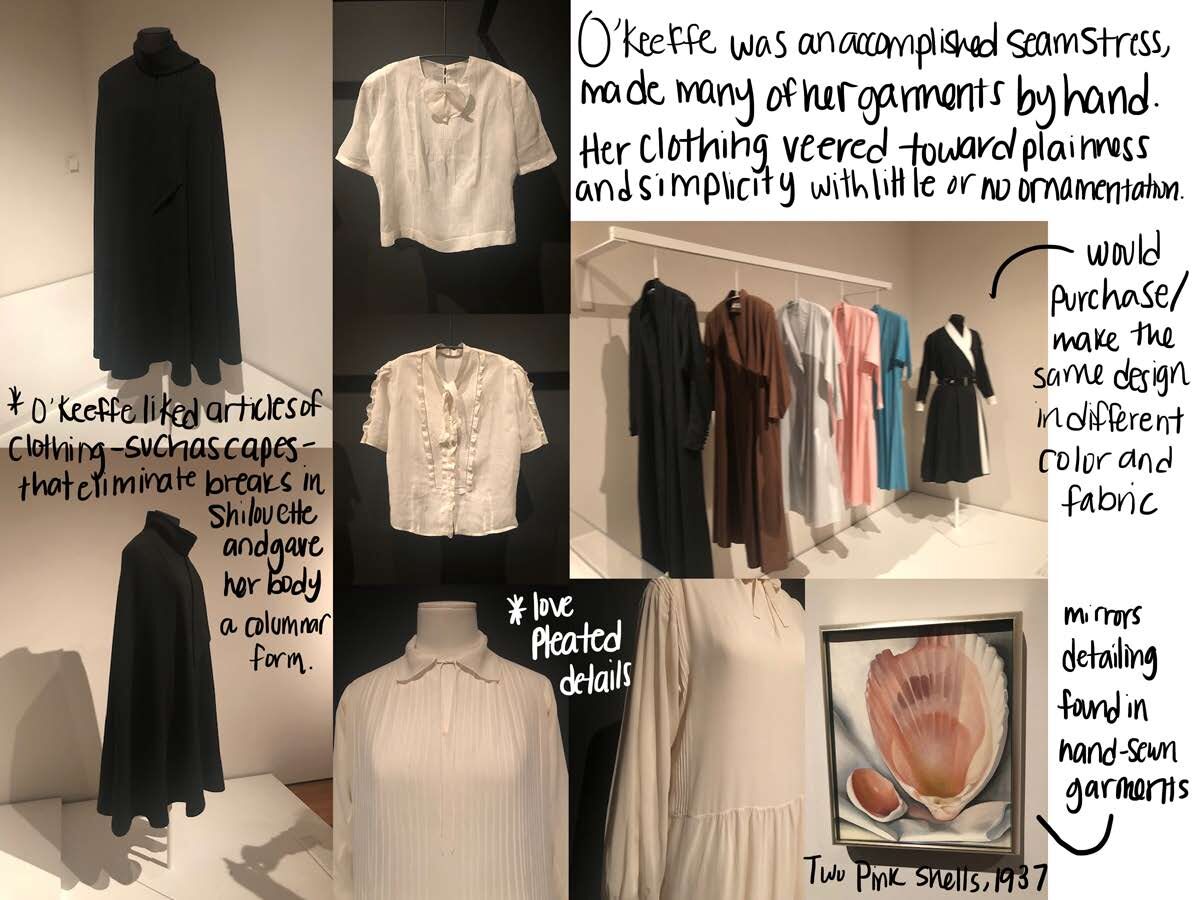 O'Keeffe was an accomplished seamstress,
made many of her garments by hand.
Her clothing veered toward plainness
and simplicity with little or no ornamentation.
would
purchase/
make the
same design
in different
color and
fabric
* O'Keeffe liked articles of
clothing-such as capes-
that eliminate breaks in
shilouette
and gave
her body
a columnar
form.
* love
pleated
details
mirrors
detailing
found in
hand-sewn
garments
Two Pink Shells, 1937